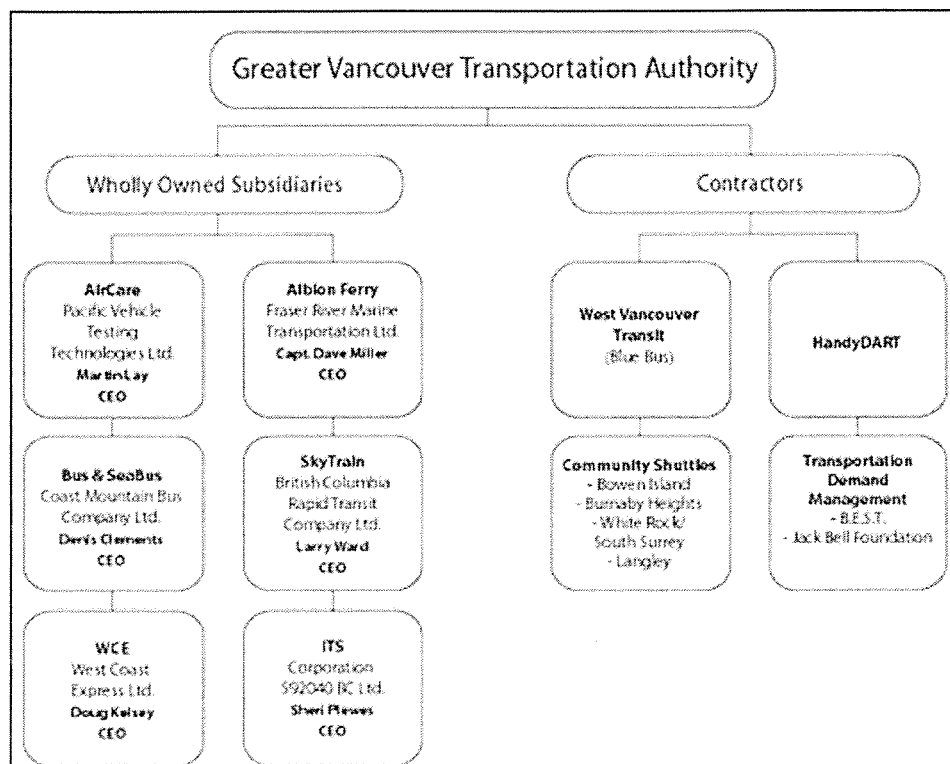 Greater Vancouver Transportation Authority
Wholly Owned Subsidiaries
Contractors
AirCare
Pacific Vehicle
Testing
Technologies Ltd.
Martin Lay
CEO
Albion Ferry
Fraser River Marine
Transportation Ltd.
Capt. Dave Miller
CEO
West Vancouver
Transit
(Blue Bus)
HandyDART
Bus & SeaBus
Coast Mountain Bus
Company Ltd.
Denis Clements
CEO
SkyTrain
British Columbia
Rapid Transit
Company Ltd.
Larry Ward
CEO
Community Shuttles
- Bowen Island
- Burnaby Heights
- White Rock/
South Surrey
- Langley
Transportation
Demand
Management
- B.E.S.T.
- Jack Bell Foundation
WCE
West Coast
Express Ltd.
Doug Kelsey
CEO
ITS
Corporation
592040 BC Ltd.
Sheri Plewes
CEO